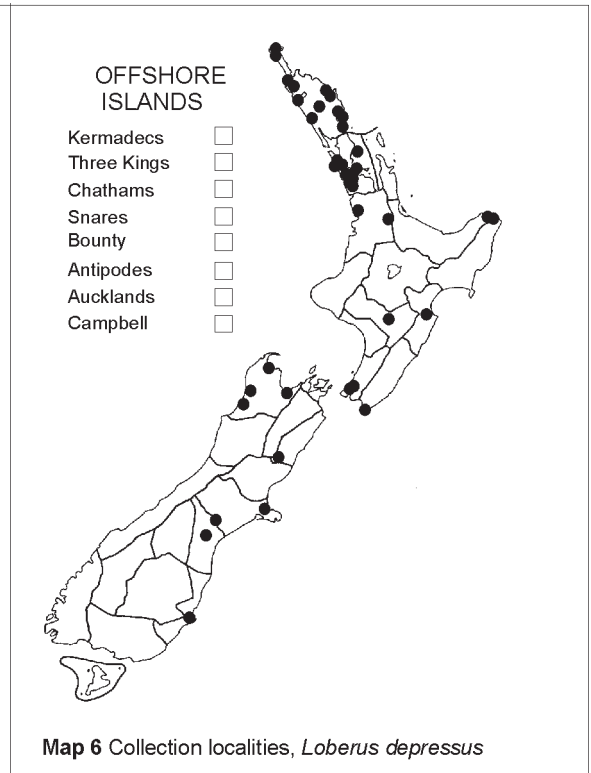 OFFSHORE
ISLANDS
Kermadecs
Three Kings
Chathams
Snares
Bounty
Antipodes
Aucklands
Campbell
Map 6 Collection localities, Loberus depressus